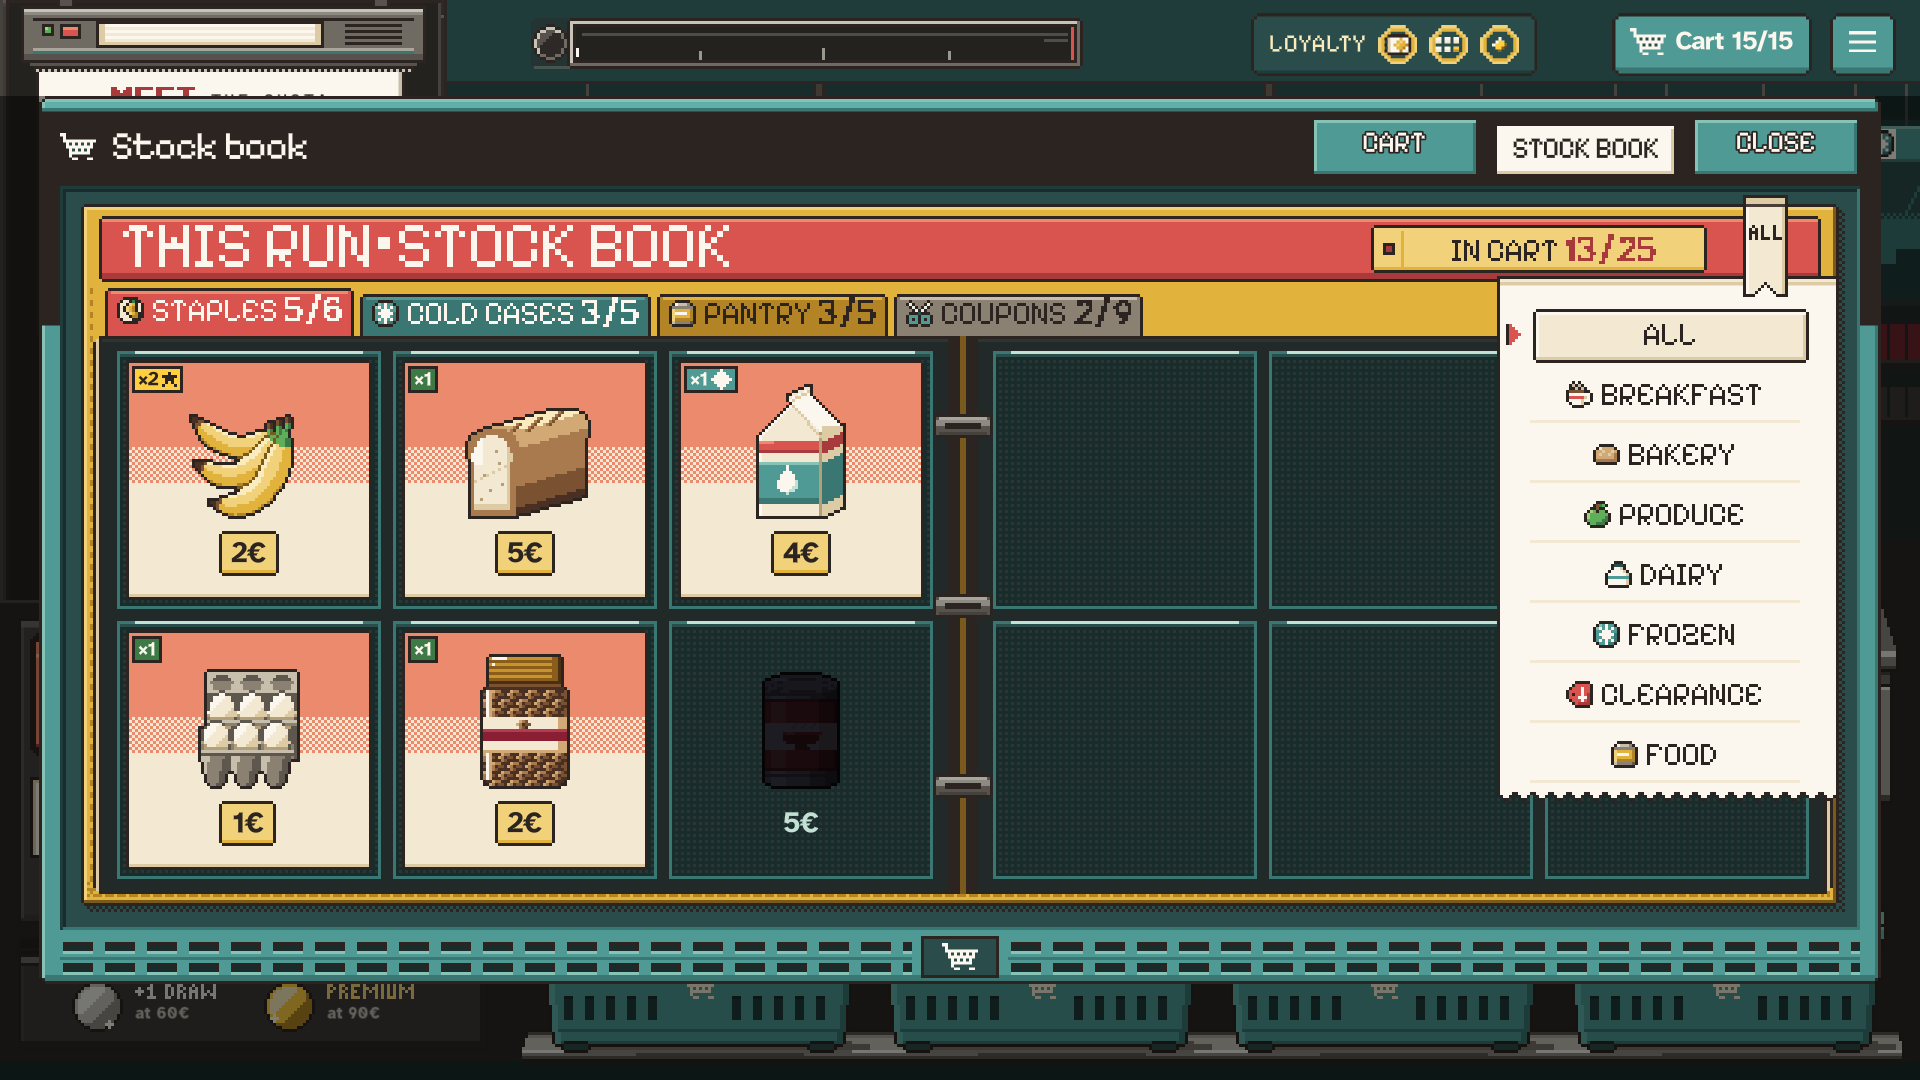 LOYALTY
Cart 15/15
MEET
Stock book
CART
STOCK BOOK
CLOSE
THIS RUN·STOCK BOOK
IN CART 13/25
ALL
STAPLES 5/6
COLD CASES 3/5
PANTRY 3/5
COUPONS 2/9
ALL
BREAKFAST
BAKERY
PRODUCE
DAIRY
FROZEN
CLEARANCE
FOOD
×2★
×1
×1
2€
5€
4€
×1
×1
1€
2€
5€
+1 DRAW
at 60€
PREMIUM
at 90€